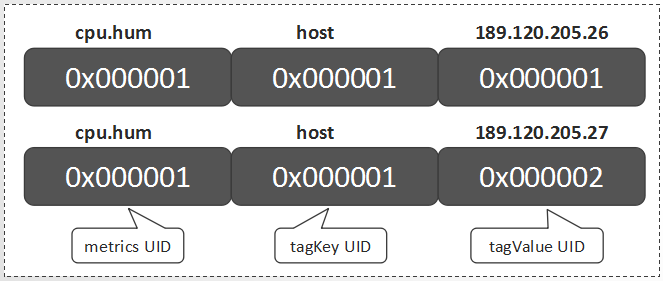 cpu.hum host 189.120.205.26
0x000001 0x000001 0x000001
cpu.hum host 189.120.205.27
0x000001 0x000001 0x000002
metrics UID tagKey UID tagValue UID